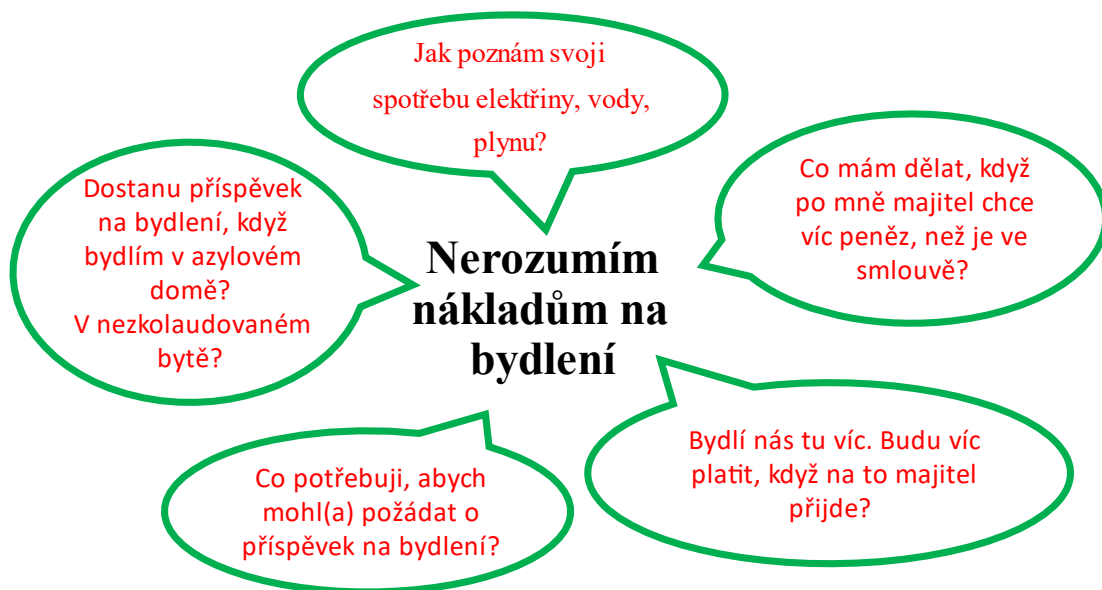 Jak poznám svoji
spotřebu elektřiny, vody,
plynu?
Dostanu příspěvek
na bydlení, když
bydlím v azylovém
domě?
V nezkolaudovaném
bytě?
Co mám dělat, když
po mně majitel chce
víc peněz, než je ve
smlouvě?
Nerozumím
nákladům na
bydlení
Co potřebuji, abych
mohl(a) požádat o
příspěvek na bydlení?
Bydlí nás tu víc. Budu víc
platit, když na to majitel
přijde?